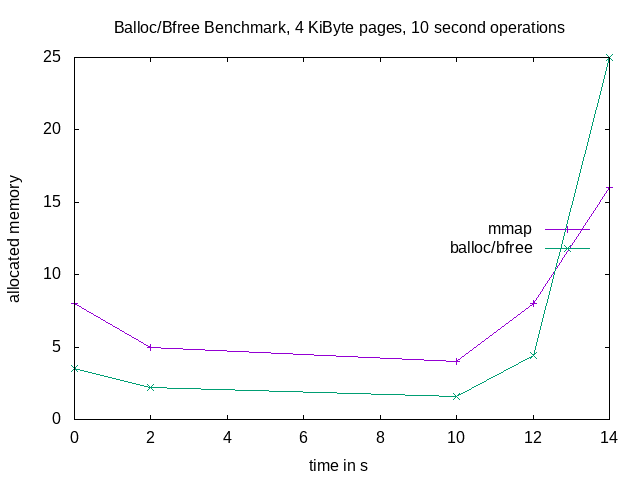 Balloc/Bfree Benchmark, 4 KiByte pages, 10 second operations
25
20
15
10
5
0
allocated memory
mmap
balloc/bfree
0 2 4 6 8 10 12 14
time in s